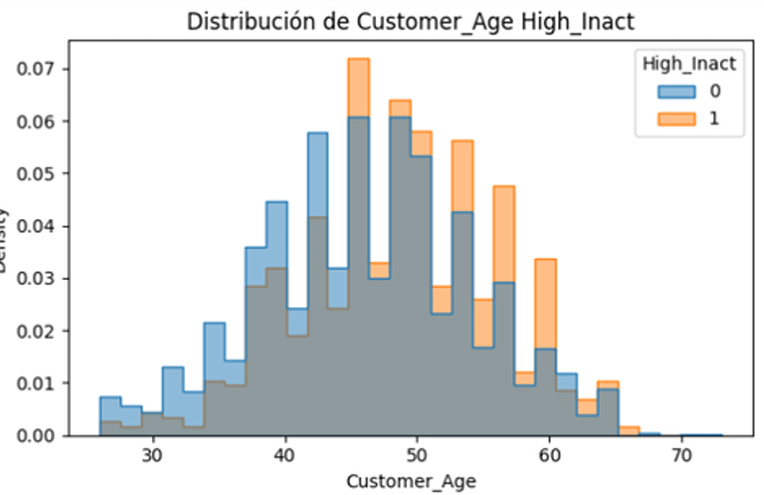 Distribución de Customer_Age High_Inact
High_Inact
0
1
0.07
0.06
0.05
0.04
0.03
0.02
0.01
0.00
Density
30 40 50 60 70
Customer_Age